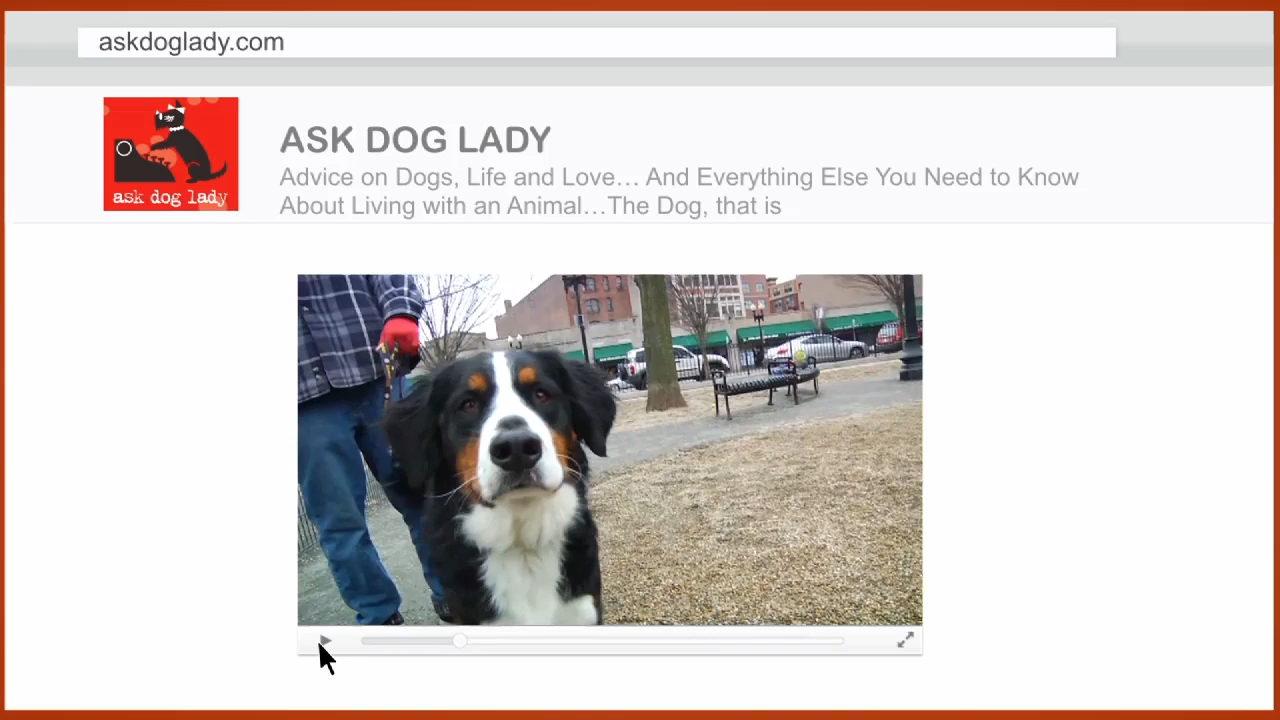 askdoglady.com
ask dog lady
ASK DOG LADY
Advice on Dogs, Life and Love… And Everything Else You Need to Know
About Living with an Animal…The Dog, that is